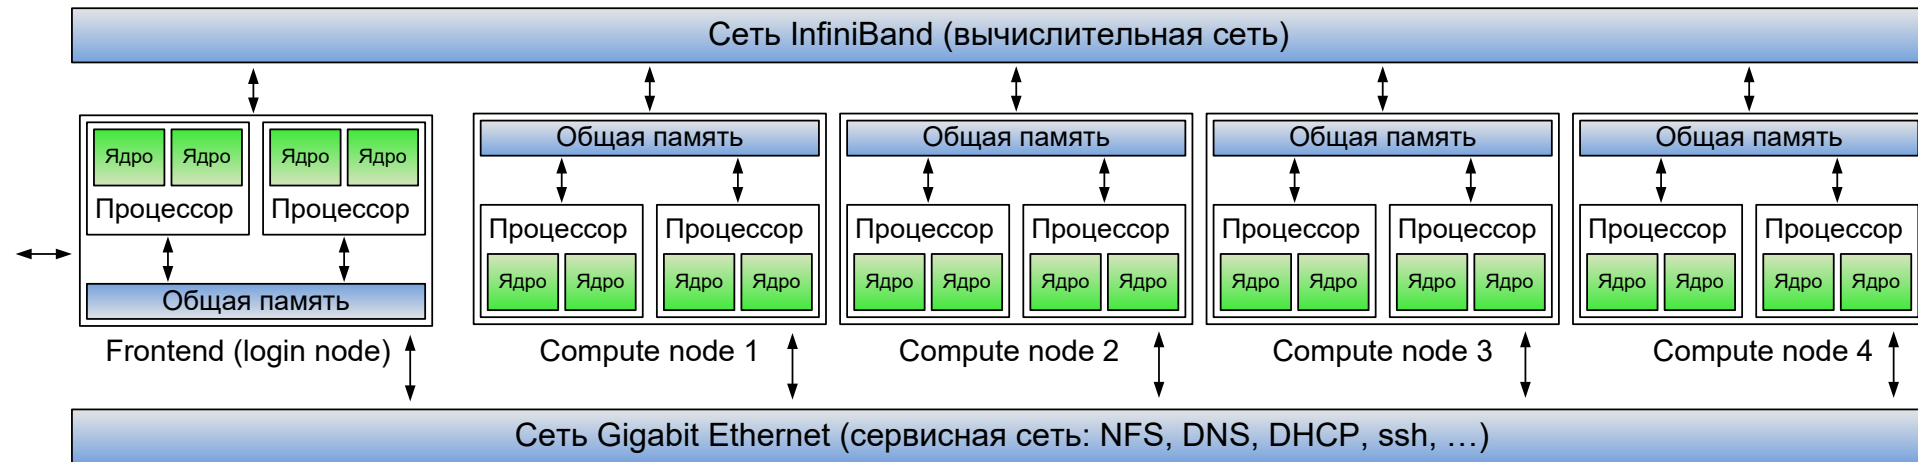 Сеть InfiniBand (вычислительная сеть)
Ядро Ядро Ядро Ядро
Процессор Процессор
Общая память
Frontend (login node)
Общая память
Процессор Процессор
Ядро Ядро Ядро Ядро
Compute node 1
Общая память
Процессор Процессор
Ядро Ядро Ядро Ядро
Compute node 2
Общая память
Процессор Процессор
Ядро Ядро Ядро Ядро
Compute node 3
Общая память
Процессор Процессор
Ядро Ядро Ядро Ядро
Compute node 4
Сеть Gigabit Ethernet (сервисная сеть: NFS, DNS, DHCP, ssh, …)